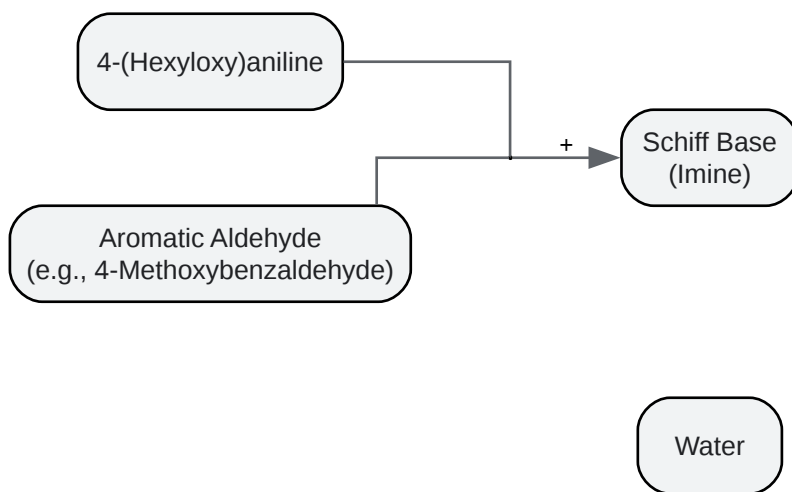 4-(Hexyloxy)aniline
+
Schiff Base
(Imine)
Aromatic Aldehyde
(e.g., 4-Methoxybenzaldehyde)
Water